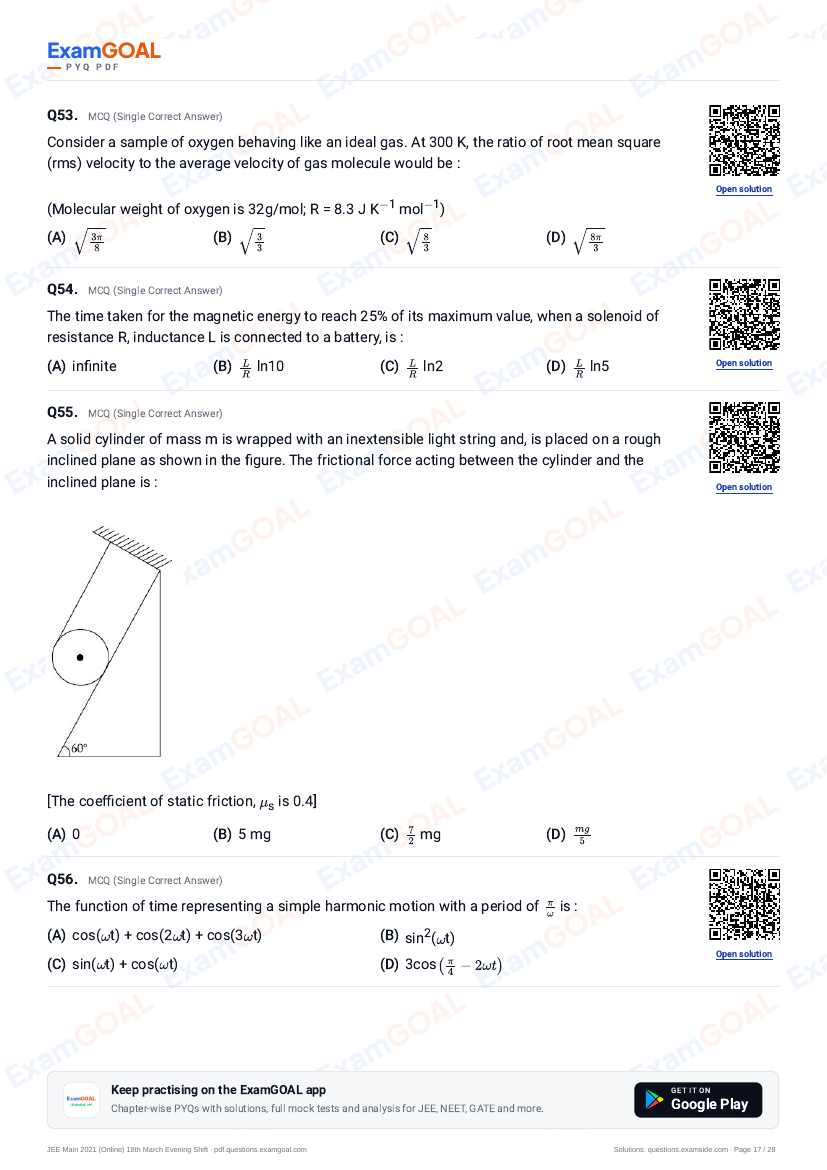 ExamGOAL
PYQ PDF
Q53. MCQ (Single Correct Answer)
Consider a sample of oxygen behaving like an ideal gas. At 300 K, the ratio of root mean square
(rms) velocity to the average velocity of gas molecule would be :
Open solution
(Molecular weight of oxygen is 32g/mol; R = 8.3 J K⁻¹ mol⁻¹)
(A) √(3π/8) (B) √(3/3) (C) √(8/3) (D) √(8π/3)
Q54. MCQ (Single Correct Answer)
The time taken for the magnetic energy to reach 25% of its maximum value, when a solenoid of
resistance R, inductance L is connected to a battery, is :
Open solution
(A) infinite (B) L/R ln10 (C) L/R ln2 (D) L/R ln5
Q55. MCQ (Single Correct Answer)
A solid cylinder of mass m is wrapped with an inextensible light string and, is placed on a rough
inclined plane as shown in the figure. The frictional force acting between the cylinder and the
inclined plane is :
Open solution
60°
[The coefficient of static friction, μₛ is 0.4]
(A) 0 (B) 5 mg (C) 7/2 mg (D) mg/5
Q56. MCQ (Single Correct Answer)
The function of time representing a simple harmonic motion with a period of π/ω is :
(A) cos(ωt) + cos(2ωt) + cos(3ωt) (B) sin²(ωt)
Open solution
(C) sin(ωt) + cos(ωt) (D) 3cos(π/4 − 2ωt)
ExamGOAL
Keep practising on the ExamGOAL app
Chapter-wise PYQs with solutions, full mock tests and analysis for JEE, NEET, GATE and more.
GET IT ON
Google Play
JEE Main 2021 (Online) 18th March Evening Shift · pdf.questions.examgoal.com
Solutions: questions.examside.com · Page 17 / 28